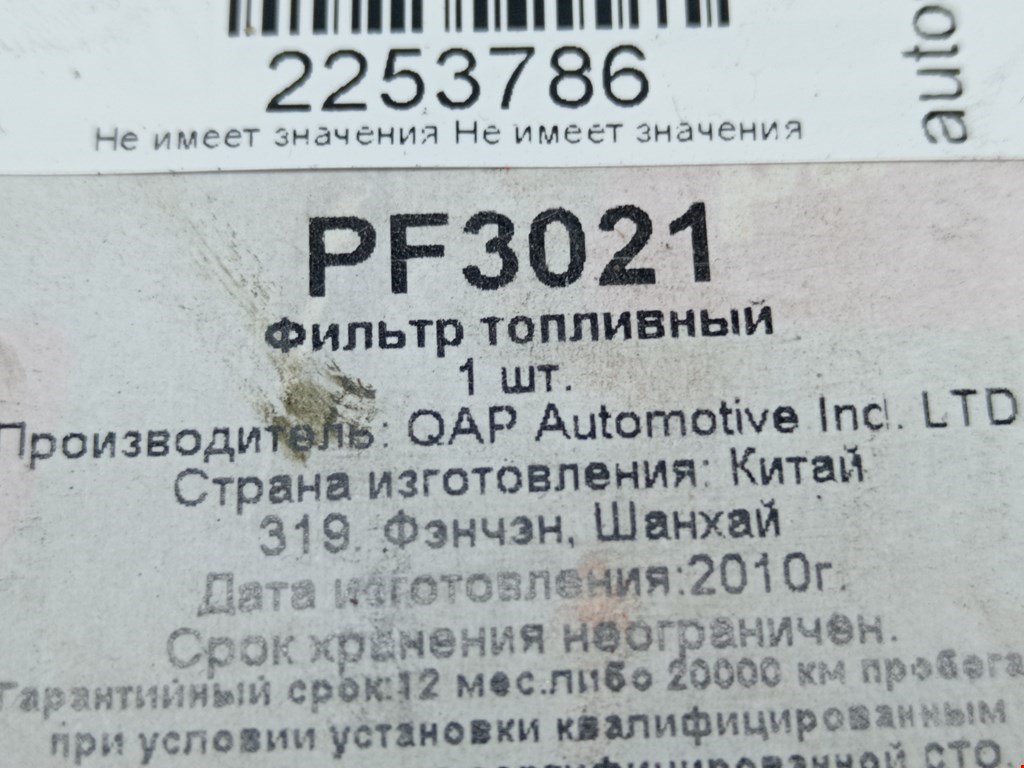 2253786
Не имеет значения Не имеет значения
auto
PF3021
Фильтр топливный
1 шт.
Производитель: QAP Automotive Incl. LTD
Страна изготовления: Китай
319. Фэнчэн, Шанхай
Дата изготовления:2010г.
Срок хранения неограничен.
Гарантийный срок:12 мес.либо 20000 км пробега
при условии установки квалифицированным
СТО.